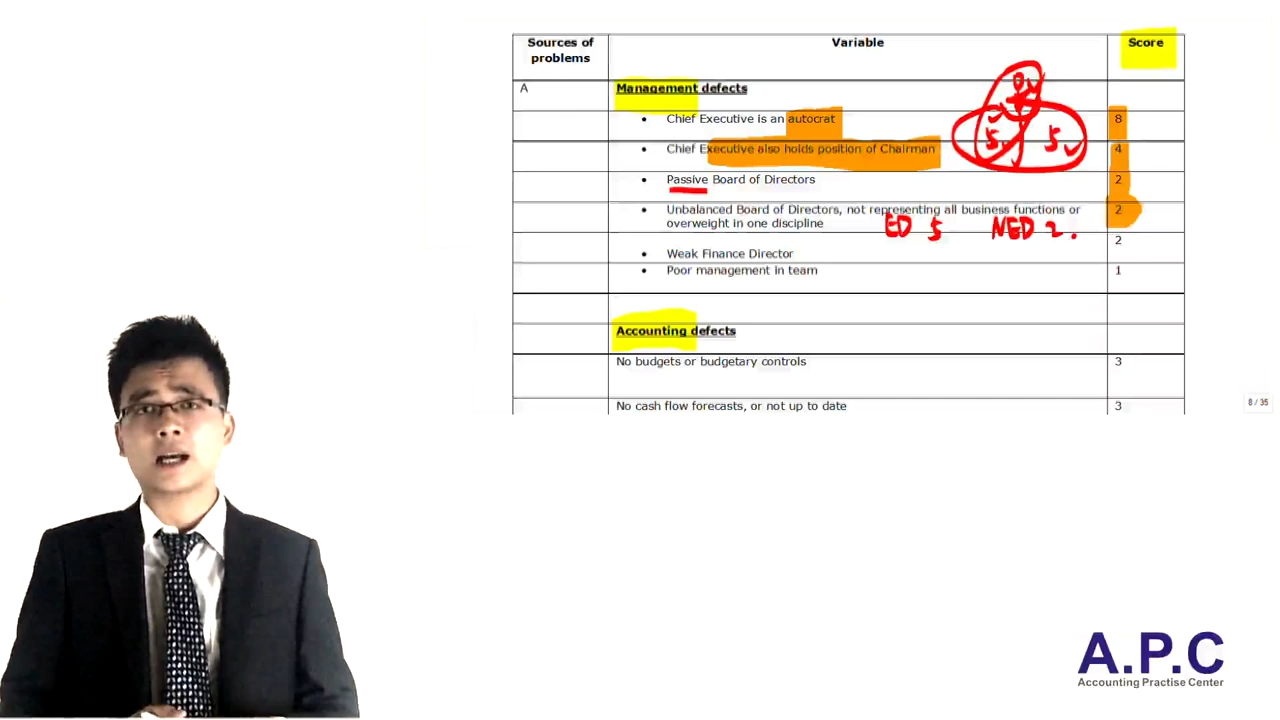 Sources of problems
Variable
Score
A
Management defects
• Chief Executive is an autocrat
8
• Chief Executive also holds position of Chairman
4
• Passive Board of Directors
2
• Unbalanced Board of Directors, not representing all business functions or
overweight in one discipline
2
ED 5 NED 2.
5 5
• Weak Finance Director
2
• Poor management in team
1
Accounting defects
No budgets or budgetary controls
3
No cash flow forecasts, or not up to date
3
8 / 35
A.P.C
Accounting Practise Center